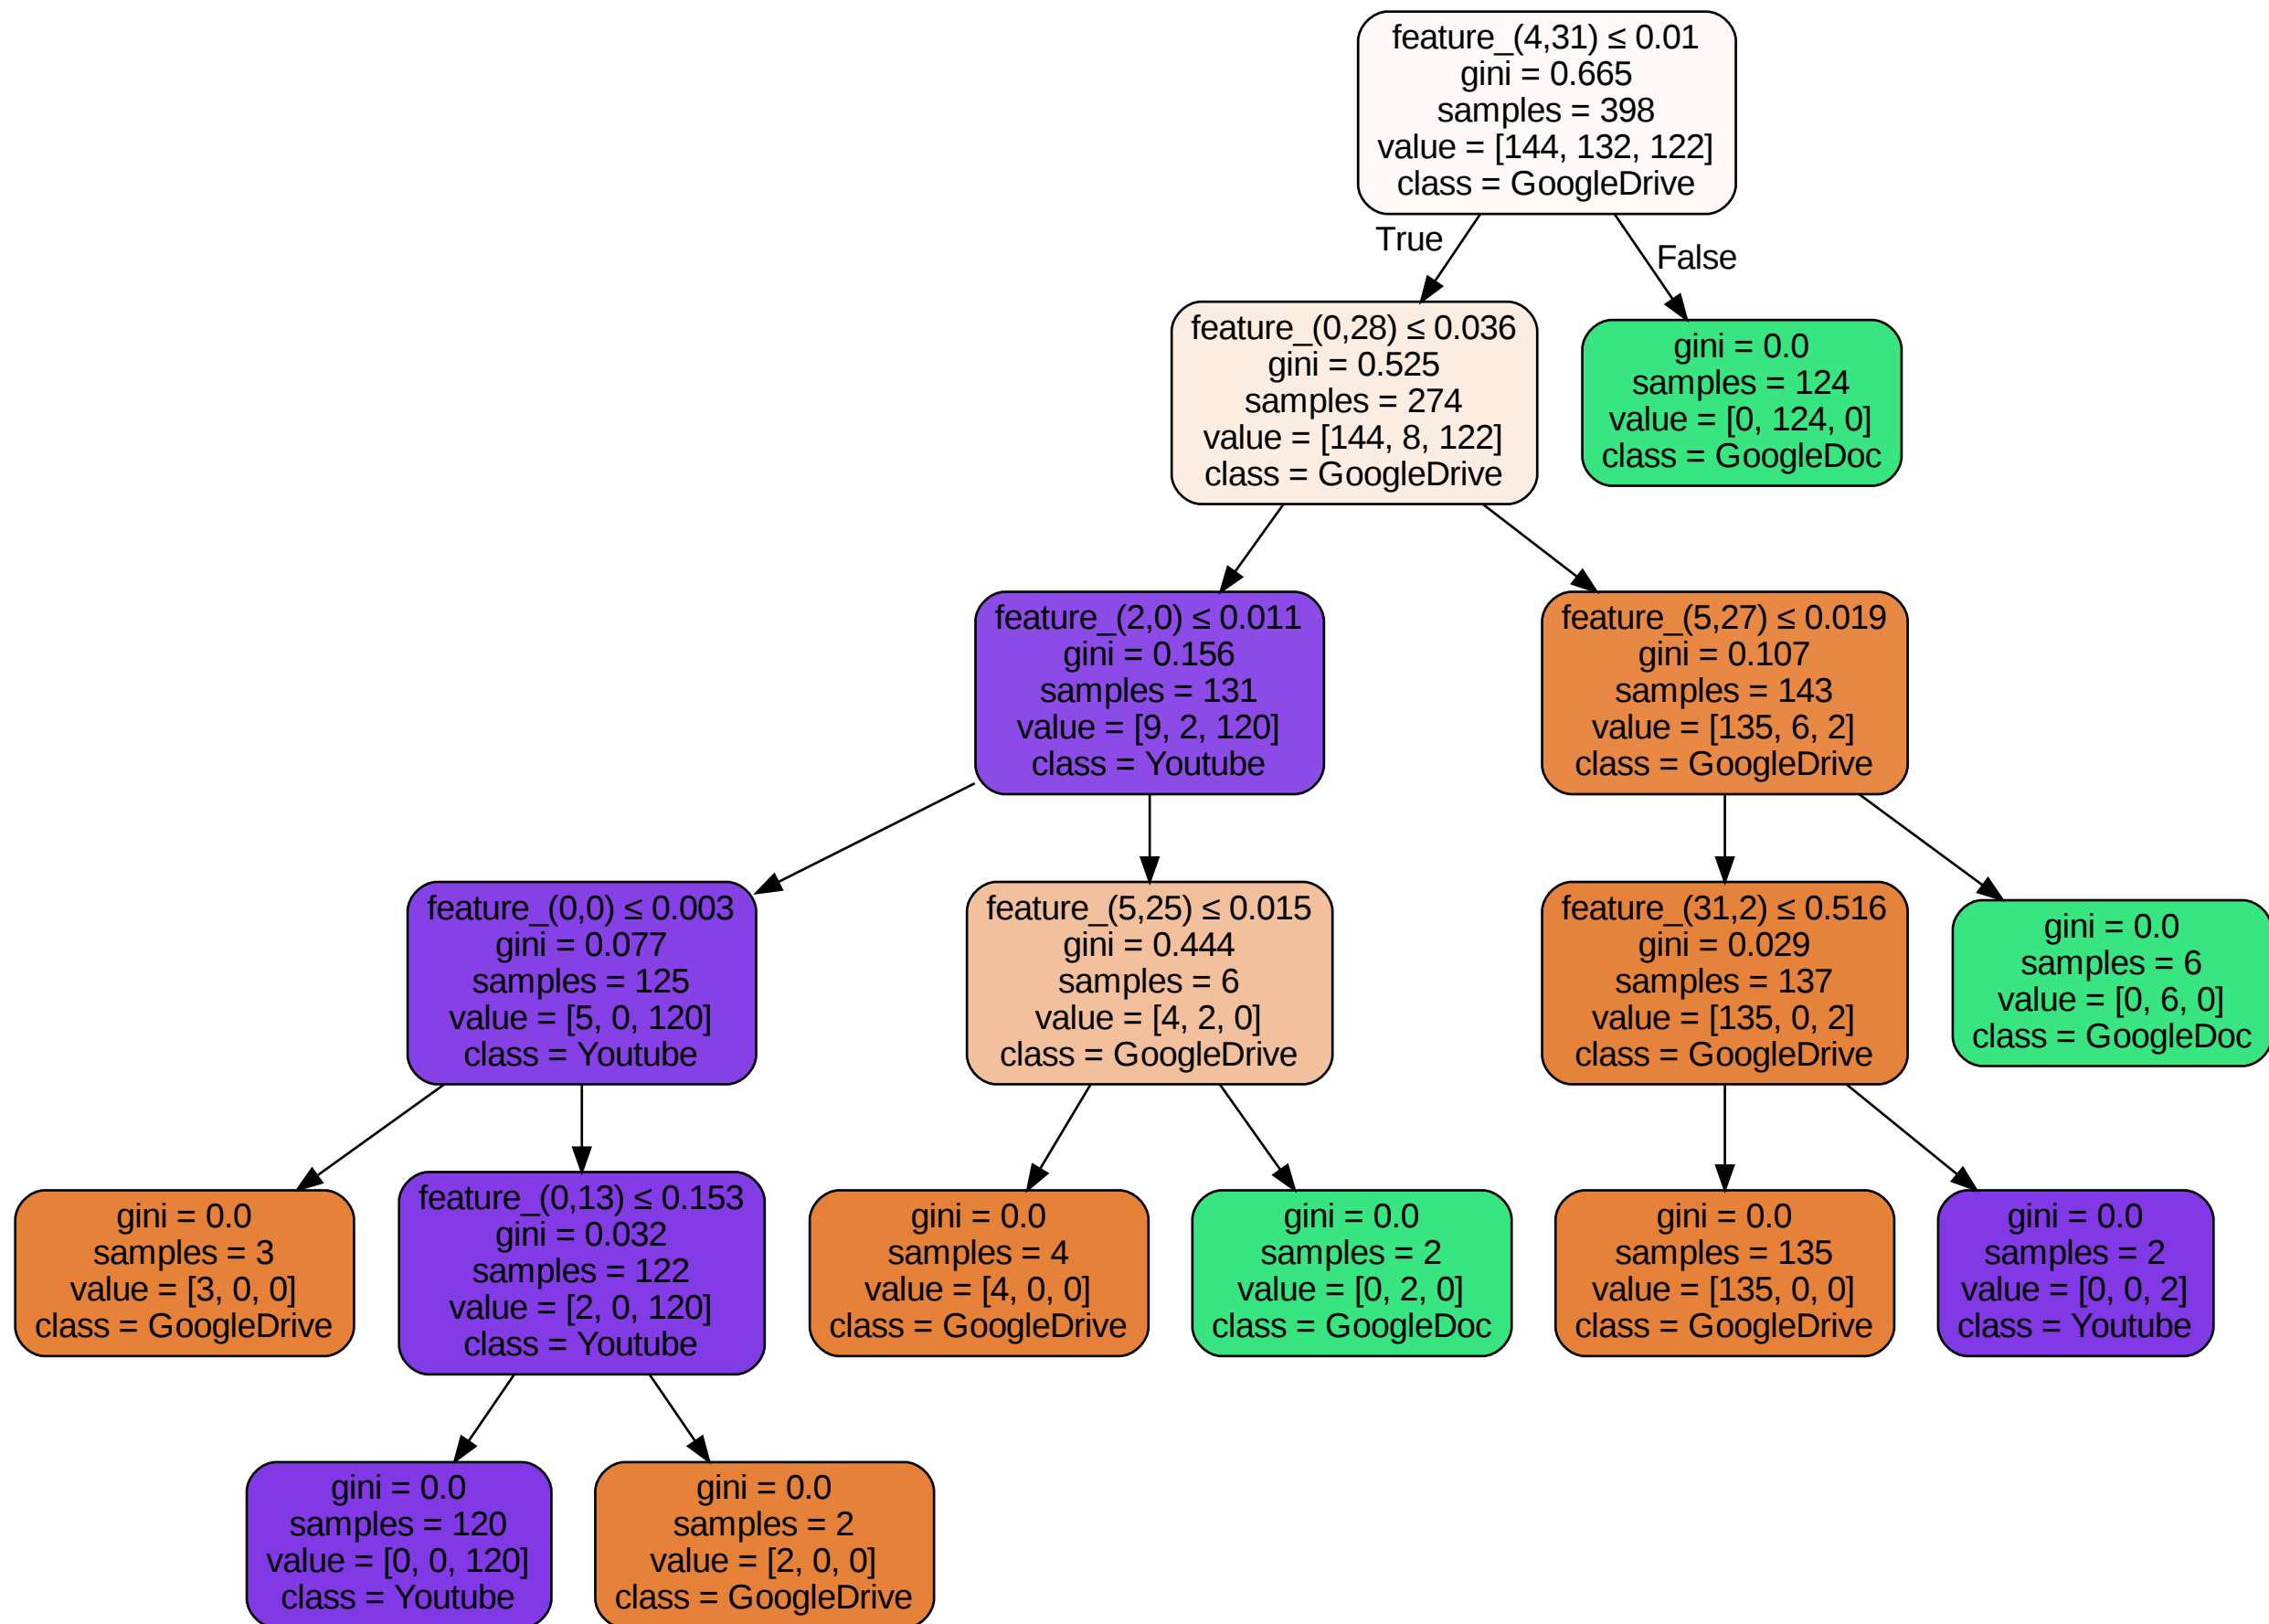 feature_(4,31) ≤ 0.01
gini = 0.665
samples = 398
value = [144, 132, 122]
class = GoogleDrive
True
False
feature_(0,28) ≤ 0.036
gini = 0.525
samples = 274
value = [144, 8, 122]
class = GoogleDrive
gini = 0.0
samples = 124
value = [0, 124, 0]
class = GoogleDoc
feature_(2,0) ≤ 0.011
gini = 0.156
samples = 131
value = [9, 2, 120]
class = Youtube
feature_(5,27) ≤ 0.019
gini = 0.107
samples = 143
value = [135, 6, 2]
class = GoogleDrive
feature_(0,0) ≤ 0.003
gini = 0.077
samples = 125
value = [5, 0, 120]
class = Youtube
feature_(5,25) ≤ 0.015
gini = 0.444
samples = 6
value = [4, 2, 0]
class = GoogleDrive
feature_(31,2) ≤ 0.516
gini = 0.029
samples = 137
value = [135, 0, 2]
class = GoogleDrive
gini = 0.0
samples = 6
value = [0, 6, 0]
class = GoogleDoc
gini = 0.0
samples = 3
value = [3, 0, 0]
class = GoogleDrive
feature_(0,13) ≤ 0.153
gini = 0.032
samples = 122
value = [2, 0, 120]
class = Youtube
gini = 0.0
samples = 4
value = [4, 0, 0]
class = GoogleDrive
gini = 0.0
samples = 2
value = [0, 2, 0]
class = GoogleDoc
gini = 0.0
samples = 135
value = [135, 0, 0]
class = GoogleDrive
gini = 0.0
samples = 2
value = [0, 0, 2]
class = Youtube
gini = 0.0
samples = 120
value = [0, 0, 120]
class = Youtube
gini = 0.0
samples = 2
value = [2, 0, 0]
class = GoogleDrive